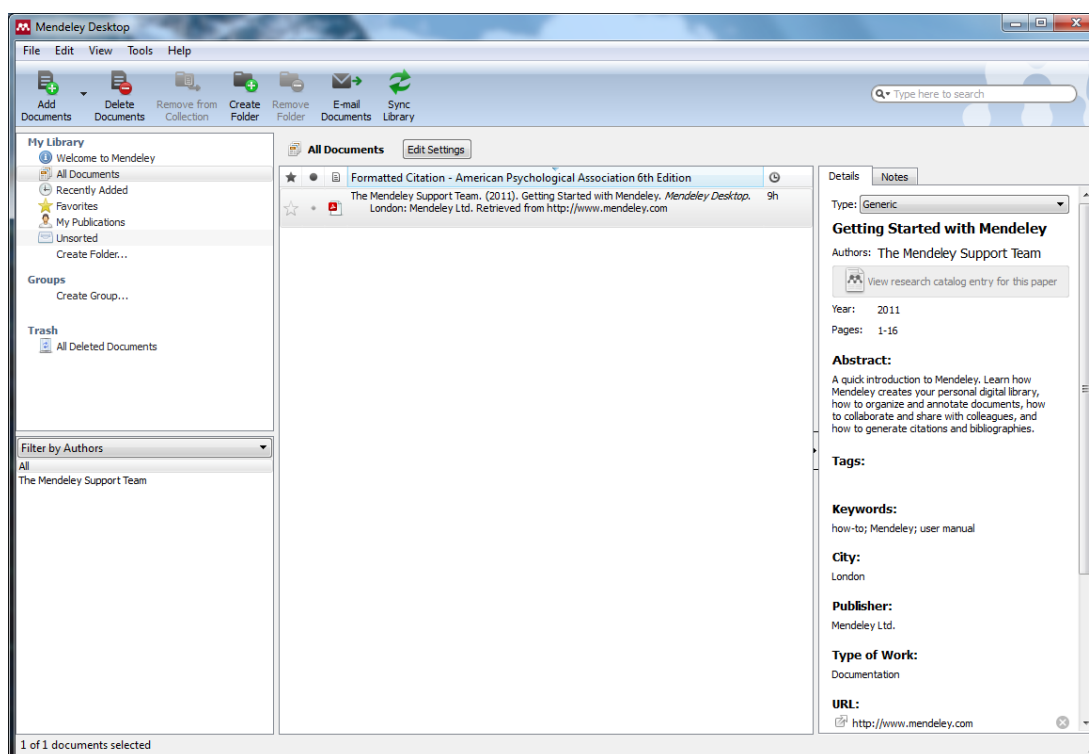 Mendeley Desktop
File Edit View Tools Help
Add Documents
Delete Documents
Remove from Collection
Create Folder
Remove Folder
E-mail Documents
Sync Library
Type here to search
My Library
Welcome to Mendeley
All Documents
Recently Added
Favorites
My Publications
Unsorted
Create Folder...
Groups
Create Group...
Trash
All Deleted Documents
Filter by Authors
All
The Mendeley Support Team
All Documents Edit Settings
Formatted Citation - American Psychological Association 6th Edition
The Mendeley Support Team. (2011). Getting Started with Mendeley. Mendeley Desktop. 9h
London: Mendeley Ltd. Retrieved from http://www.mendeley.com
Details Notes
Type: Generic
Getting Started with Mendeley
Authors: The Mendeley Support Team
View research catalog entry for this paper
Year: 2011
Pages: 1-16
Abstract:
A quick introduction to Mendeley. Learn how
Mendeley creates your personal digital library,
how to organize and annotate documents, how
to collaborate and share with colleagues, and
how to generate citations and bibliographies.
Tags:
Keywords:
how-to; Mendeley; user manual
City:
London
Publisher:
Mendeley Ltd.
Type of Work:
Documentation
URL:
http://www.mendeley.com
1 of 1 documents selected